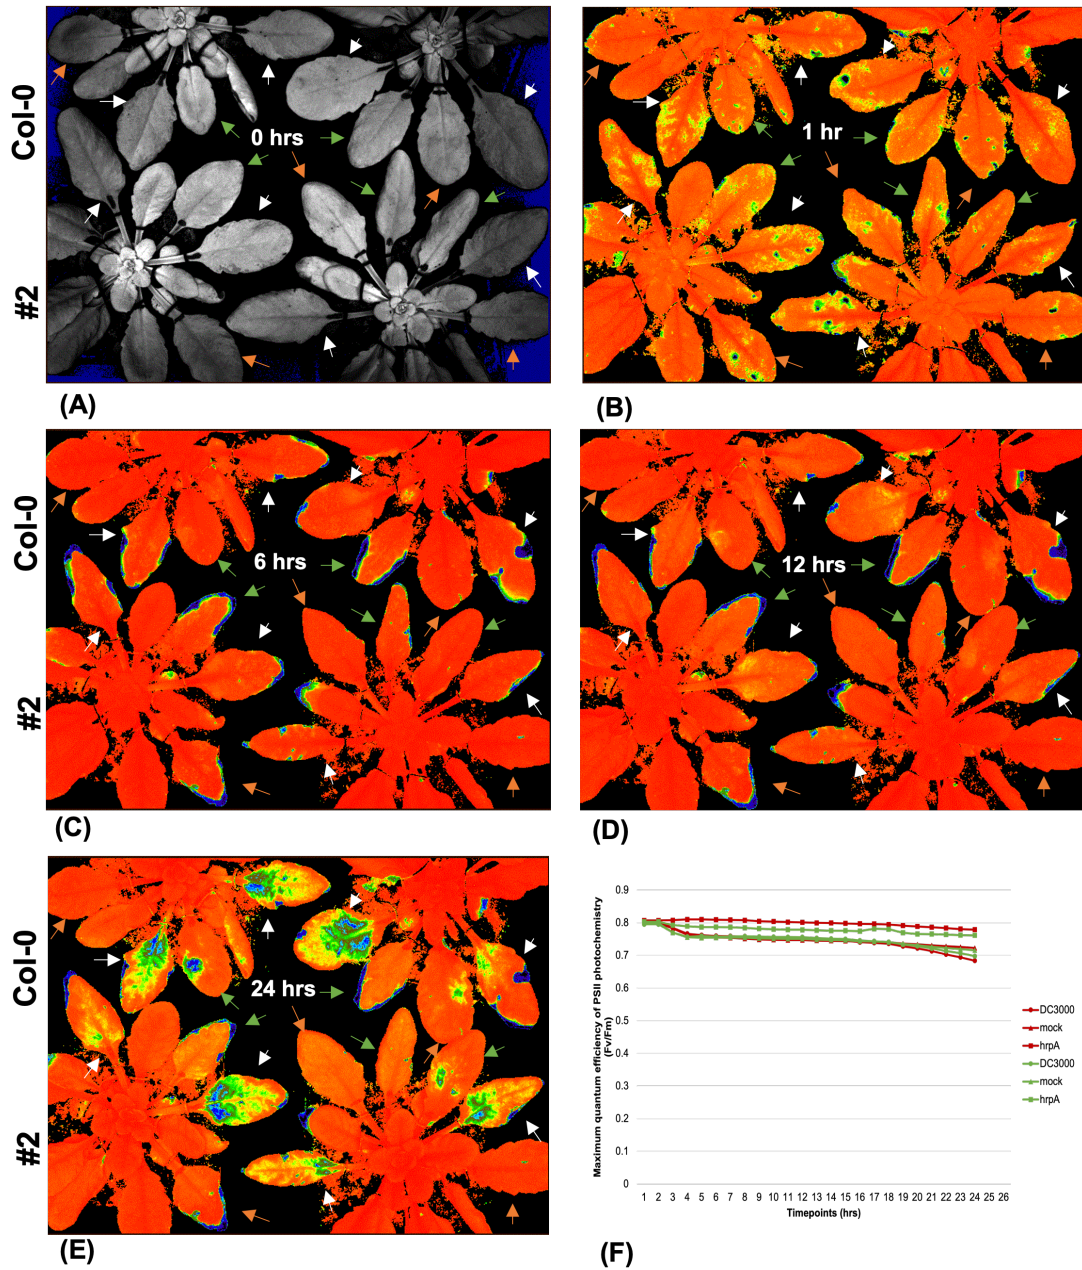 Col-0
#2
0 hrs
(A)
1 hr
(B)
Col-0
#2
6 hrs
(C)
12 hrs
(D)
Col-0
#2
24 hrs
(E)
Maximum quantum efficiency of PSII photochemistry
(Fv/Fm)
0.9
0.8
0.7
0.6
0.5
0.4
0.3
0.2
0.1
0
1 2 3 4 5 6 7 8 9 10 11 12 13 14 15 16 17 18 19 20 21 22 23 24 25 26
Timepoints (hrs)
DC3000
mock
hrpA
DC3000
mock
hrpA
(F)